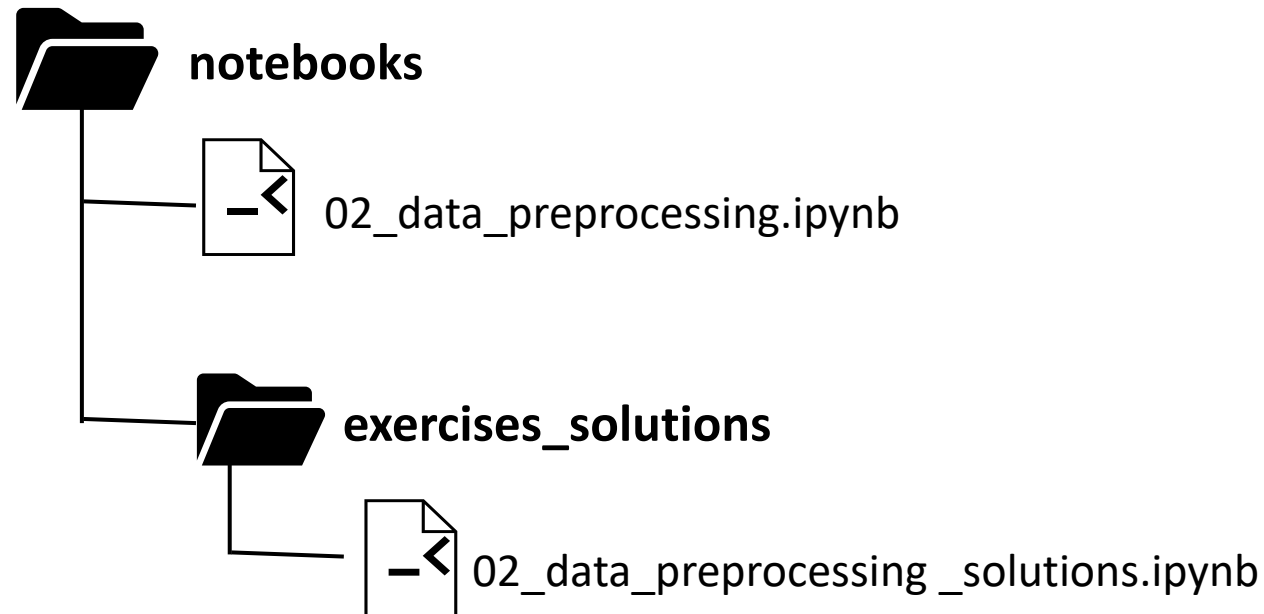 notebooks
02_data_preprocessing.ipynb
exercises_solutions
02_data_preprocessing _solutions.ipynb